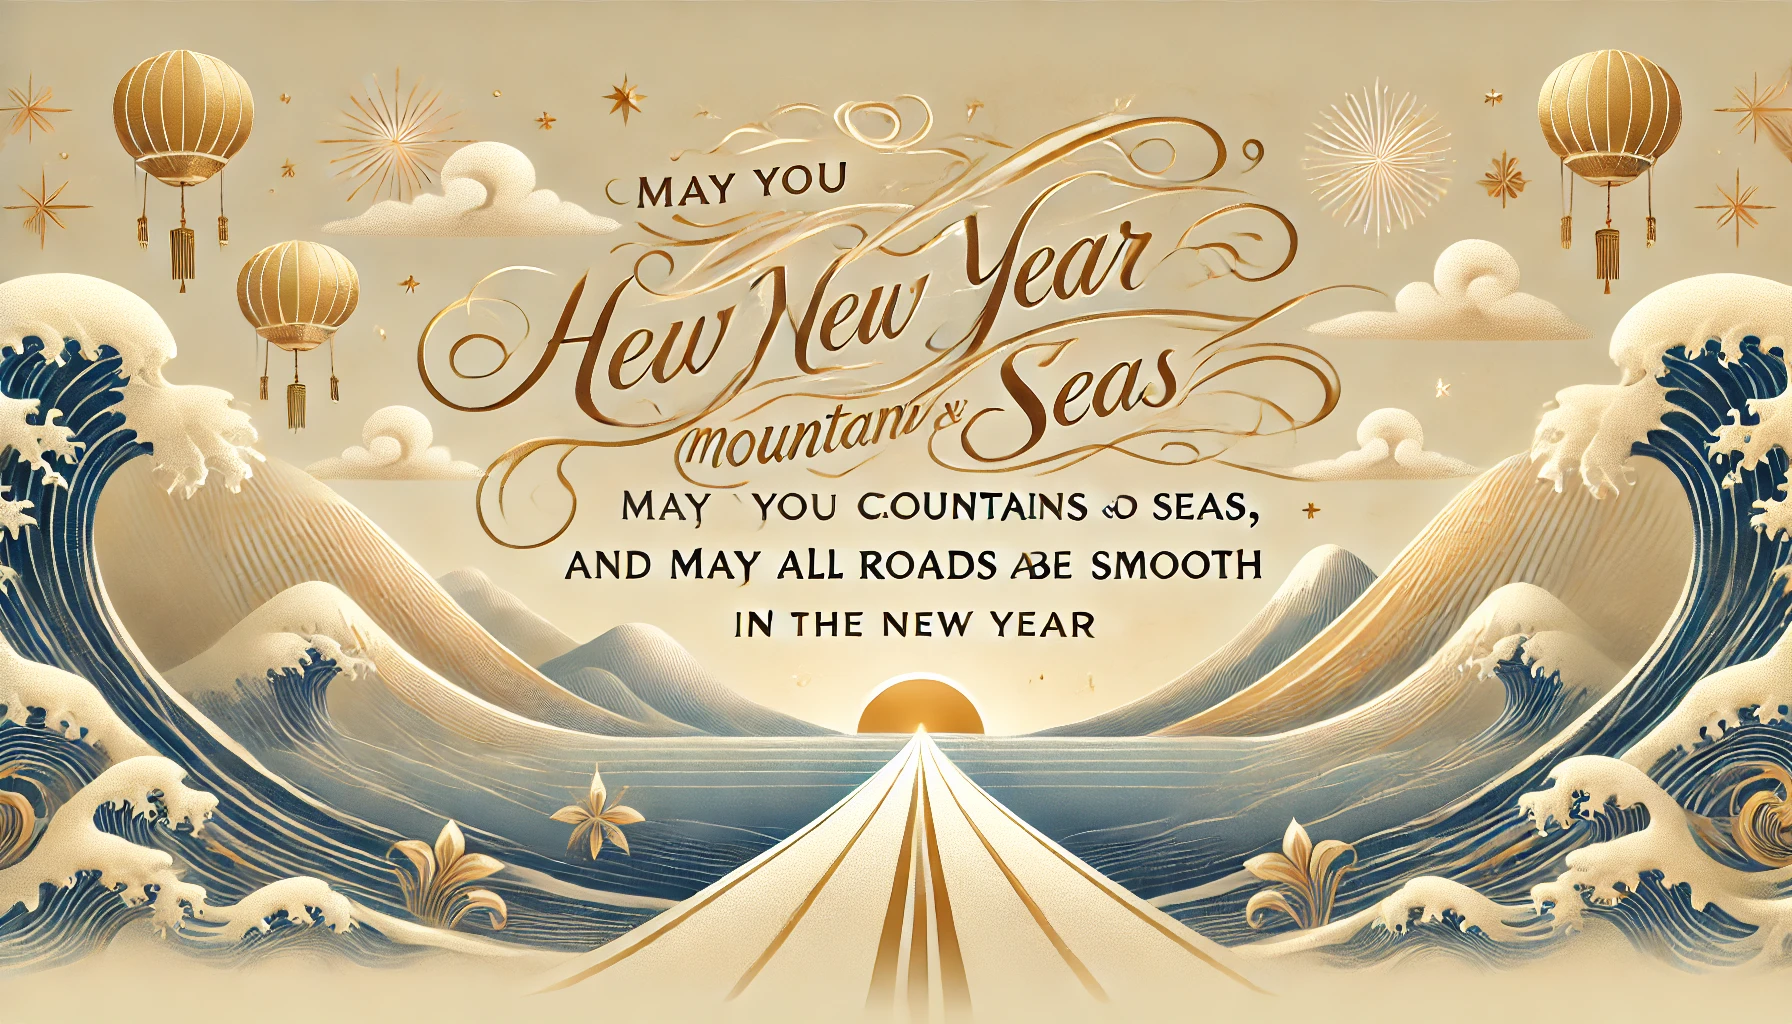 MAY YOU
Hew New Year
mountani & Seas
MAY YOU COUNTAINS & SEAS,
AND MAY ALL ROADS ABE SMOOTH
IN THE NEW YEAR